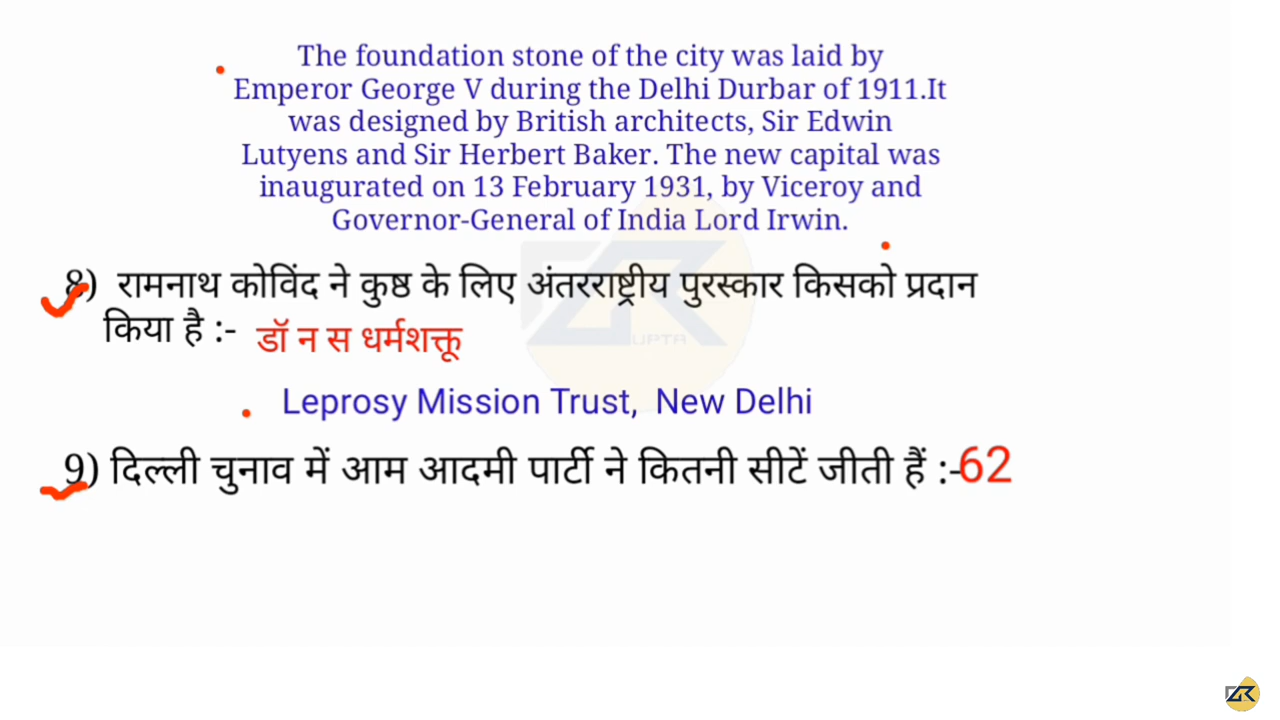 The foundation stone of the city was laid by
Emperor George V during the Delhi Durbar of 1911.It
was designed by British architects, Sir Edwin
Lutyens and Sir Herbert Baker. The new capital was
inaugurated on 13 February 1931, by Viceroy and
Governor-General of India Lord Irwin.
8) रामनाथ कोविंद ने कुष्ठ के लिए अंतरराष्ट्रीय पुरस्कार किसको प्रदान
किया है :- डॉ न स धर्मशक्तू
UPTA
Leprosy Mission Trust, New Delhi
9) दिल्ली चुनाव में आम आदमी पार्टी ने कितनी सीटें जीती हैं :-62